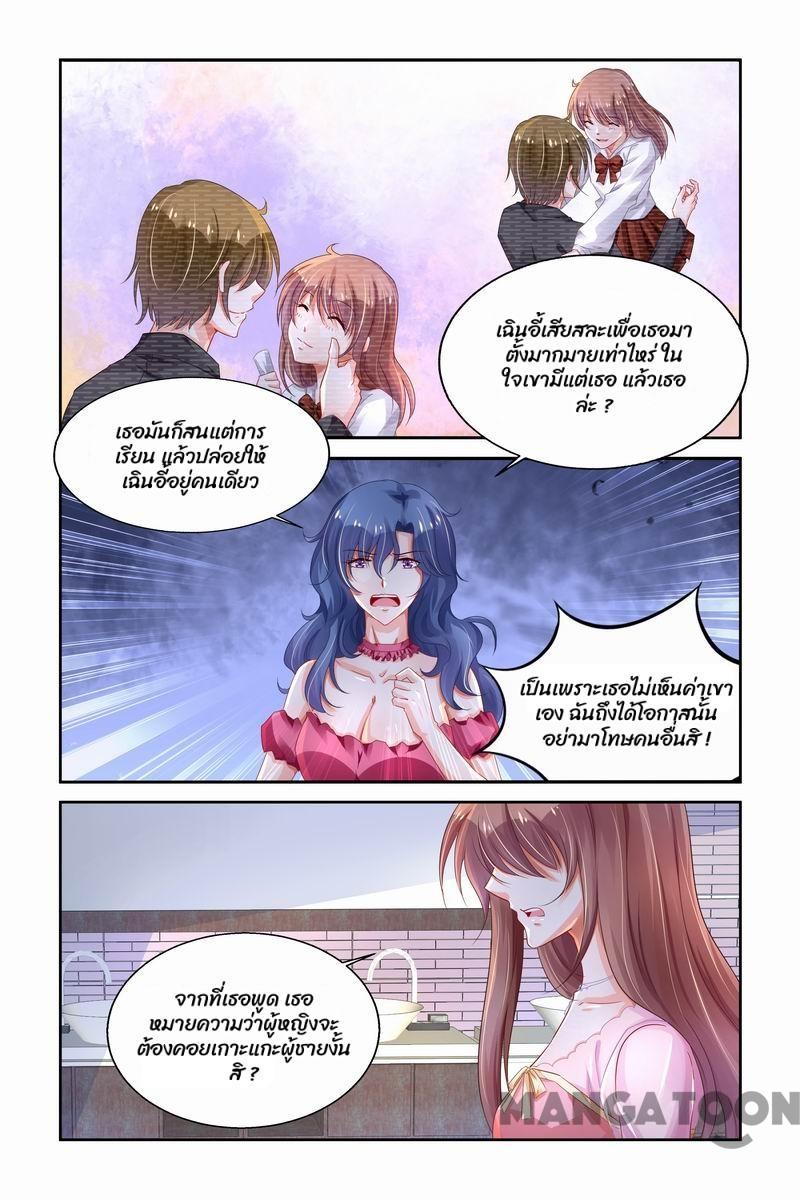 เฉินอี้เสียสละเพื่อเธอมา
ตั้งมากมายเท่าไหร่ ใน
ใจเขามีแต่เธอ แล้วเธอ
ล่ะ ?
เธอมันก็สนแต่การ
เรียน แล้วปล่อยให้
เฉินอี้อยู่คนเดียว
เป็นเพราะเธอไม่เห็นค่าเขา
เอง ฉันถึงได้โอกาสนั้น
อย่ามาโทษคนอื่นสิ !
จากที่เธอพูด เธอ
หมายความว่าผู้หญิงจะ
ต้องคอยเกาะแกะผู้ชายงั้น
สิ ?
MANGATOON